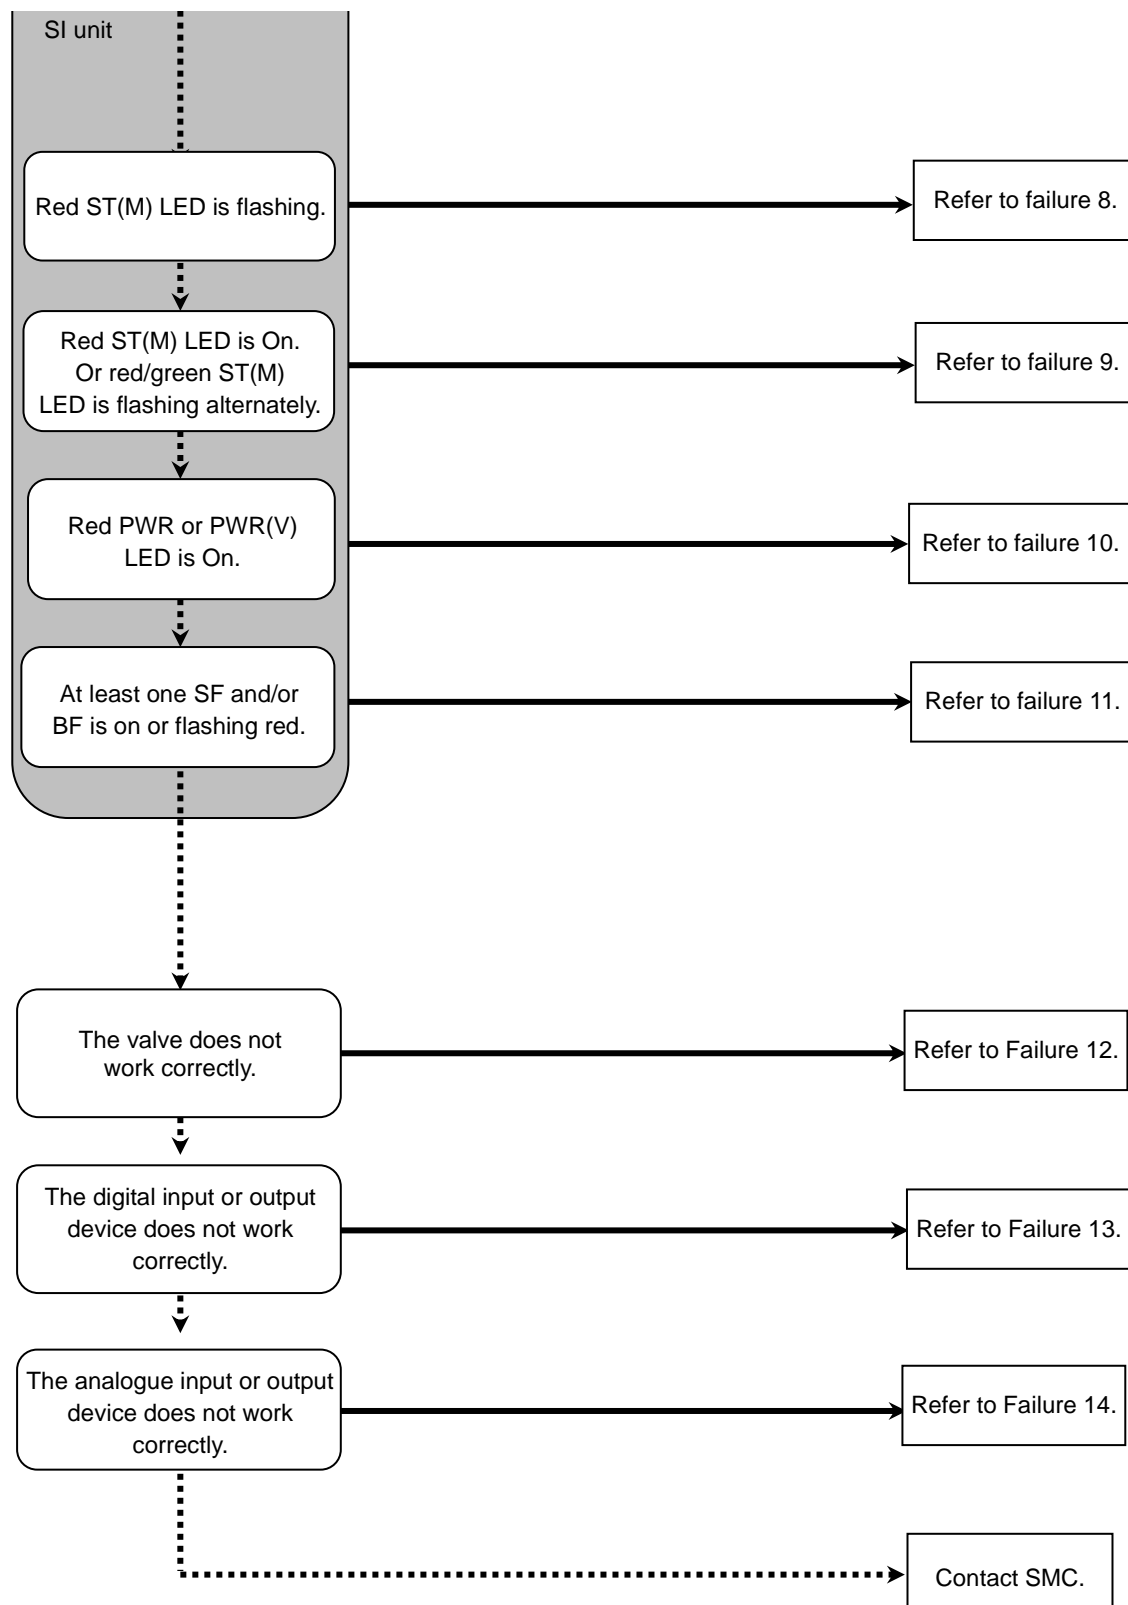 SI unit
Red ST(M) LED is flashing.
Refer to failure 8.
Red ST(M) LED is On.
Or red/green ST(M)
LED is flashing alternately.
Refer to failure 9.
Red PWR or PWR(V)
LED is On.
Refer to failure 10.
At least one SF and/or
BF is on or flashing red.
Refer to failure 11.
The valve does not
work correctly.
Refer to Failure 12.
The digital input or output
device does not work
correctly.
Refer to Failure 13.
The analogue input or output
device does not work
correctly.
Refer to Failure 14.
Contact SMC.